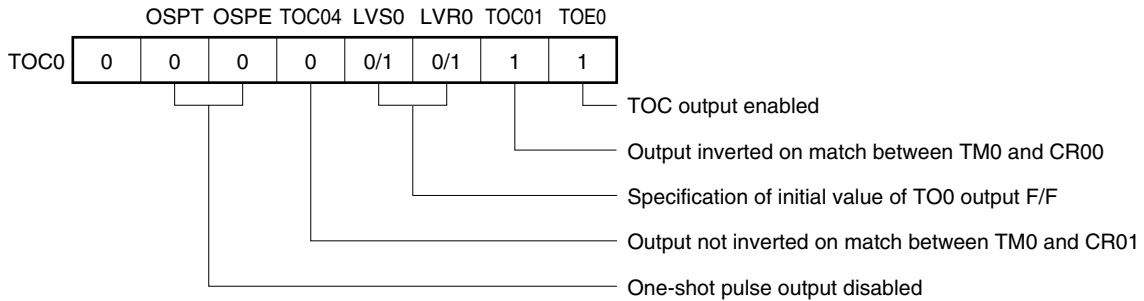 OSPT OSPE TOC04 LVS0 LVR0 TOC01 TOE0
TOC0 0 0 0 0 0/1 0/1 1 1
TOC output enabled
Output inverted on match between TM0 and CR00
Specification of initial value of TO0 output F/F
Output not inverted on match between TM0 and CR01
One-shot pulse output disabled